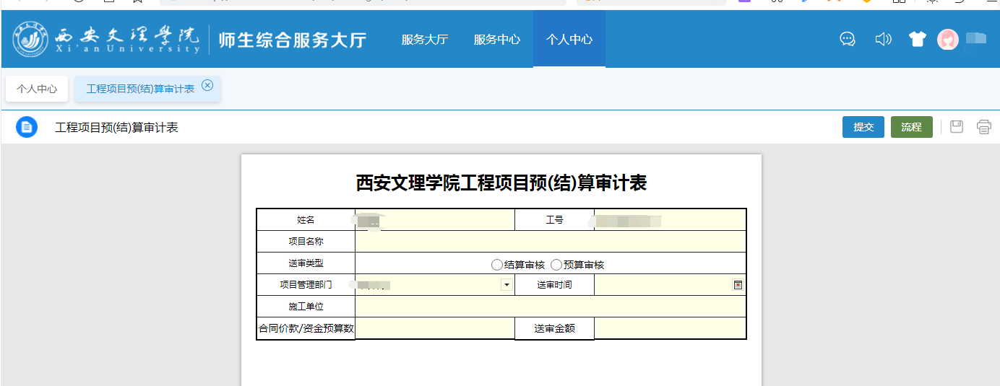 西安文理學院 师生综合服务大厅 服务大厅 服务中心 个人中心
Xi'an University
个人中心 工程项目预(结)算审计表
工程项目预(结)算审计表 提交 流程
西安文理学院工程项目预(结)算审计表
姓名 工号
项目名称
送审类型 结算审核 预算审核
项目管理部门 送审时间
施工单位
合同价款/资金预算数 送审金额